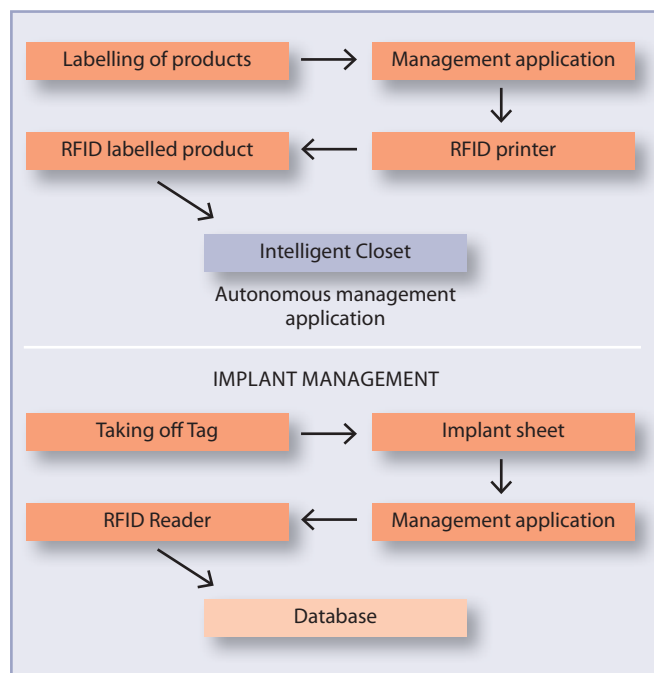 Labelling of products
Management application
RFID labelled product
RFID printer
Intelligent Closet
Autonomous management
application
IMPLANT MANAGEMENT
Taking off Tag
Implant sheet
RFID Reader
Management application
Database